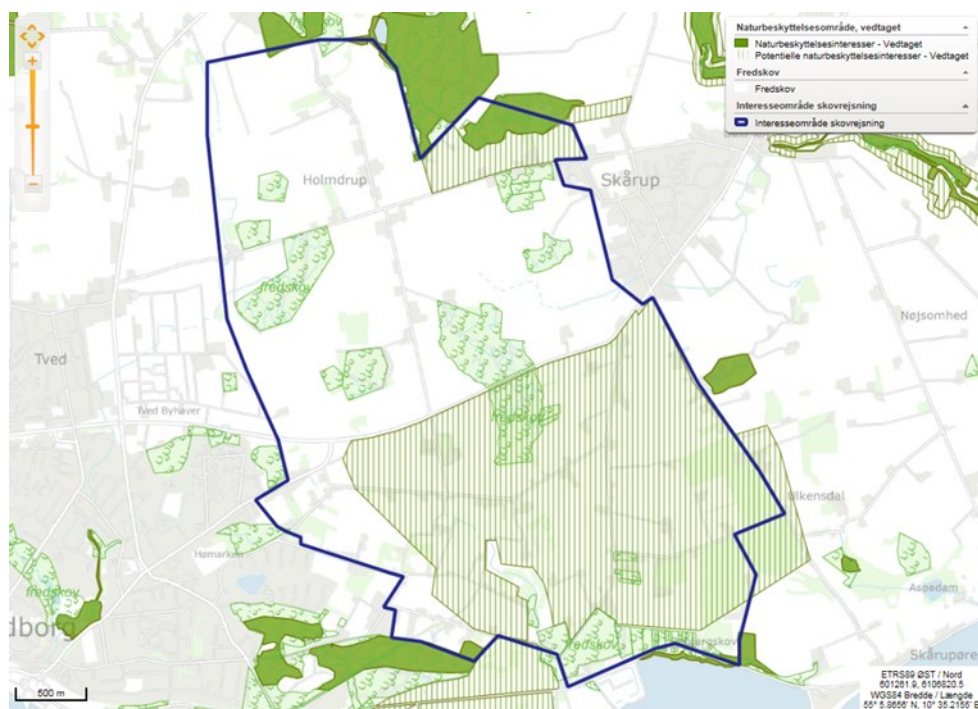 Naturbeskyttelsesområde, vedtaget
Naturbeskyttelsesinteresser - Vedtaget
Potentielle naturbeskyttelsesinteresser - Vedtaget
Fredskov
Fredskov
Interesseområde skovrejsning
Interesseområde skovrejsning
Holmdrup
Skårup
fredskov
Nøjsomhed
Tved
Tved Byhaver
fredskov
Ulkensdal
Hømarken
fredskov
Aspedam
dborg
fredskov
bergskov
Skårupøre
500 m
ETRS89 ØST / Nord
601261.9, 6106820.5
WGS84 Bredde / Længde
55° 5.8656' N, 10° 35.2155' E